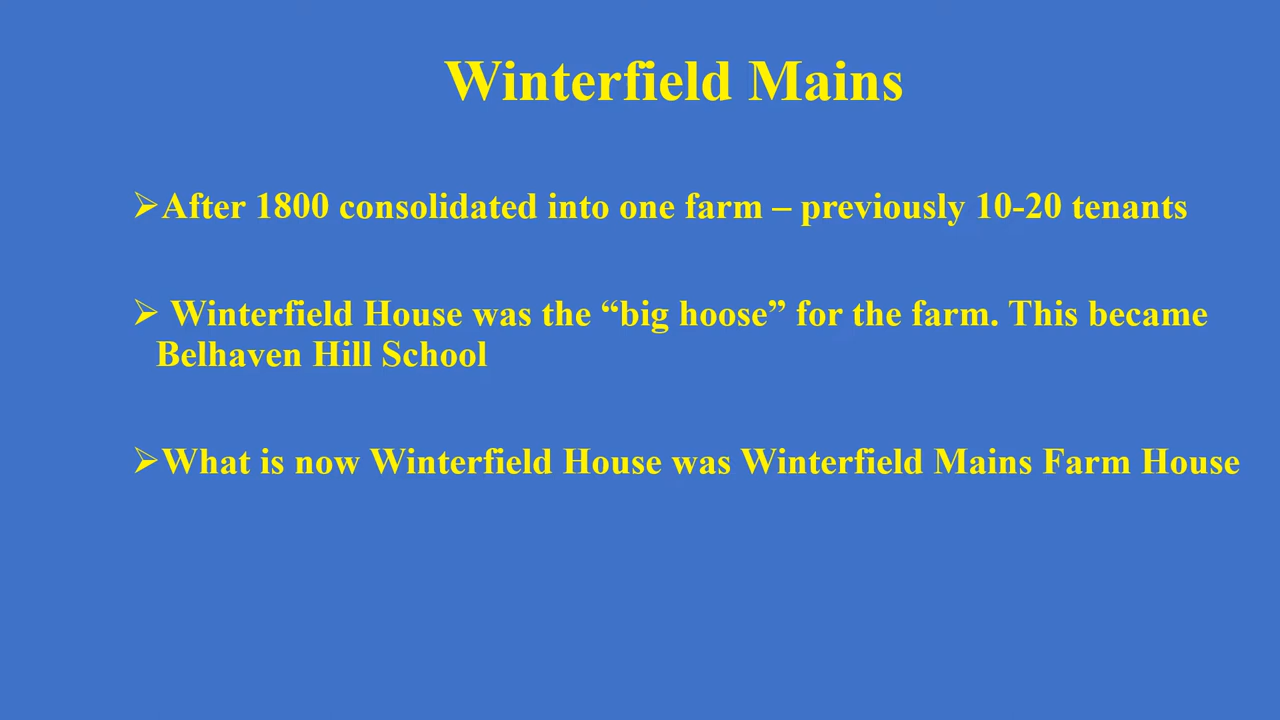 Winterfield Mains
➢After 1800 consolidated into one farm – previously 10-20 tenants
➢ Winterfield House was the “big hoose” for the farm. This became
Belhaven Hill School
➢What is now Winterfield House was Winterfield Mains Farm House